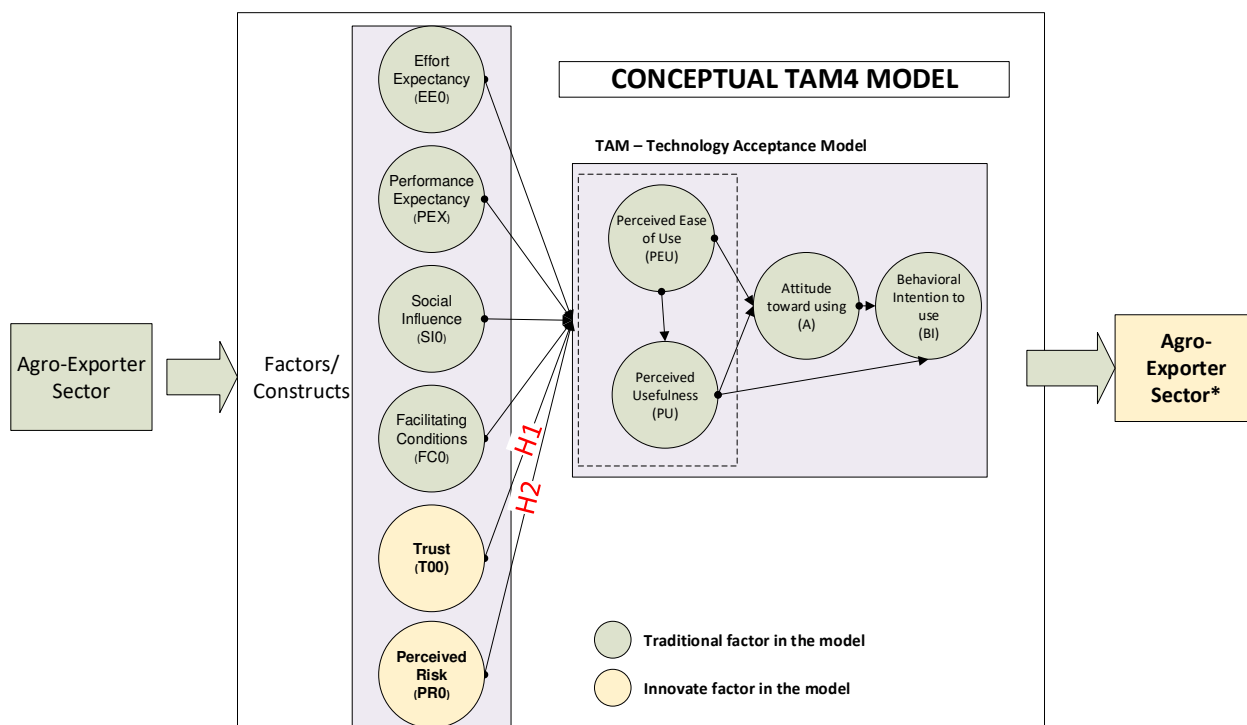 CONCEPTUAL TAM4 MODEL
Agro-Exporter
Sector
Factors/
Constructs
Effort
Expectancy
(EE0)
Performance
Expectancy
(PEX)
Social
Influence
(SI0)
Facilitating
Conditions
(FC0)
Trust
(T00)
Perceived
Risk
(PR0)
H1
H2
TAM – Technology Acceptance Model
Perceived Ease
of Use
(PEU)
Perceived
Usefulness
(PU)
Attitude
toward using
(A)
Behavioral
Intention to
use
(BI)
Agro-
Exporter
Sector*
Traditional factor in the model
Innovate factor in the model